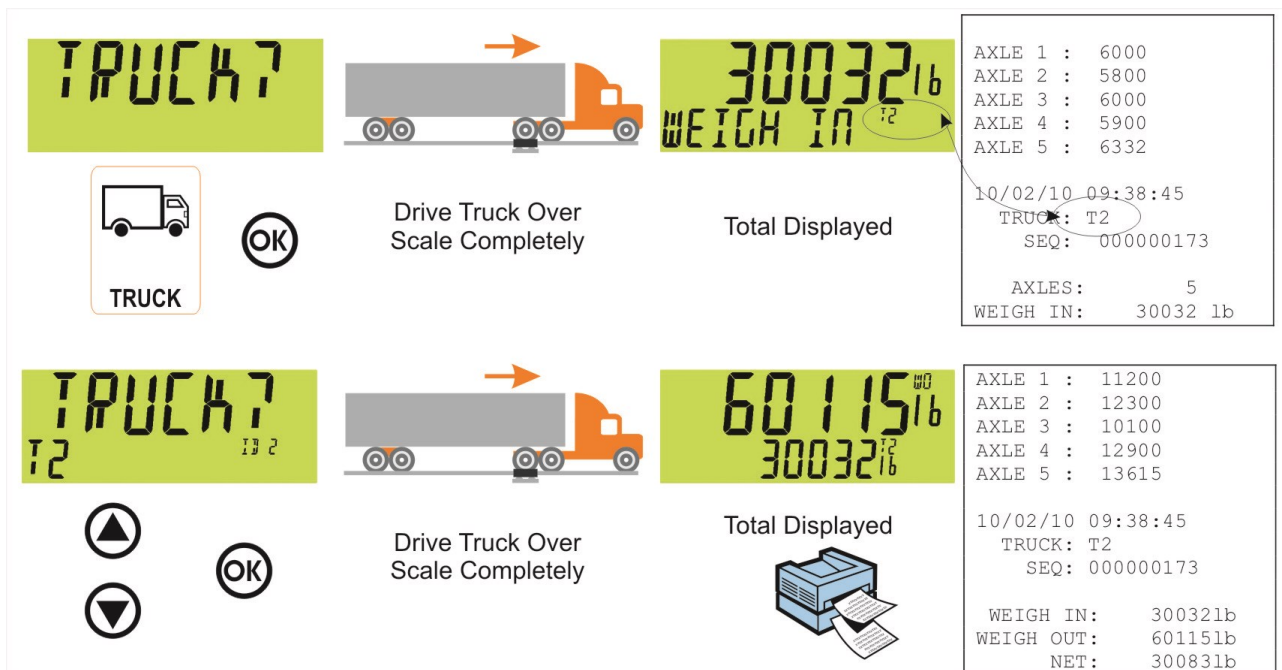 TRUCK?
TRUCK
OK
Drive Truck Over
Scale Completely
30032lb
WEIGH IN T2
Total Displayed
AXLE 1 : 6000
AXLE 2 : 5800
AXLE 3 : 6000
AXLE 4 : 5900
AXLE 5 : 6332
10/02/10 09:38:45
TRUCK: T2
SEQ: 000000173
AXLES: 5
WEIGH IN: 30032 lb
TRUCK?
T2 ID 2
OK
Drive Truck Over
Scale Completely
60115lb WO
30032lb T2
Total Displayed
AXLE 1 : 11200
AXLE 2 : 12300
AXLE 3 : 10100
AXLE 4 : 12900
AXLE 5 : 13615
10/02/10 09:38:45
TRUCK: T2
SEQ: 000000173
WEIGH IN: 30032lb
WEIGH OUT: 60115lb
NET: 30083lb